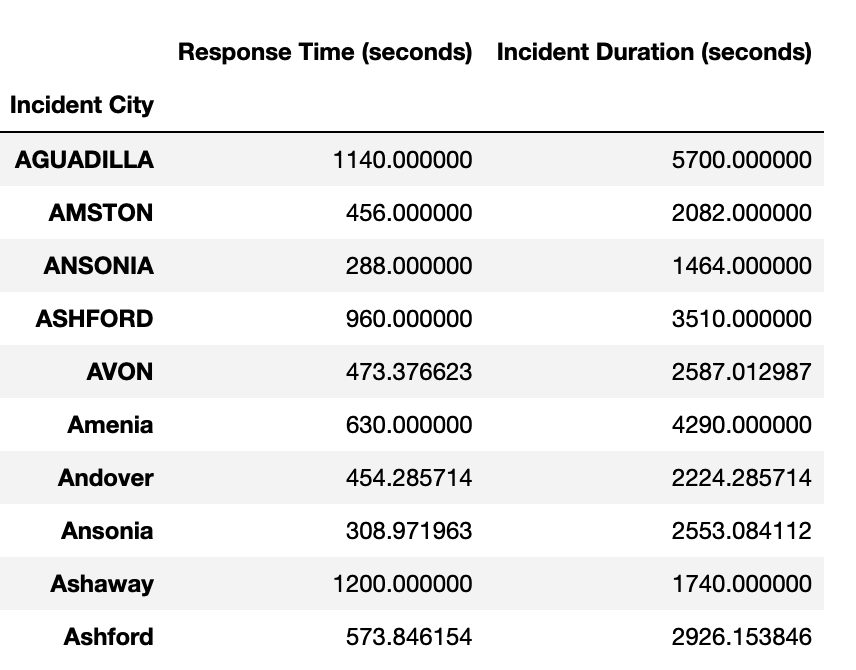 Response Time (seconds) Incident Duration (seconds)
Incident City
AGUADILLA 1140.000000 5700.000000
AMSTON 456.000000 2082.000000
ANSONIA 288.000000 1464.000000
ASHFORD 960.000000 3510.000000
AVON 473.376623 2587.012987
Amenia 630.000000 4290.000000
Andover 454.285714 2224.285714
Ansonia 308.971963 2553.084112
Ashaway 1200.000000 1740.000000
Ashford 573.846154 2926.153846